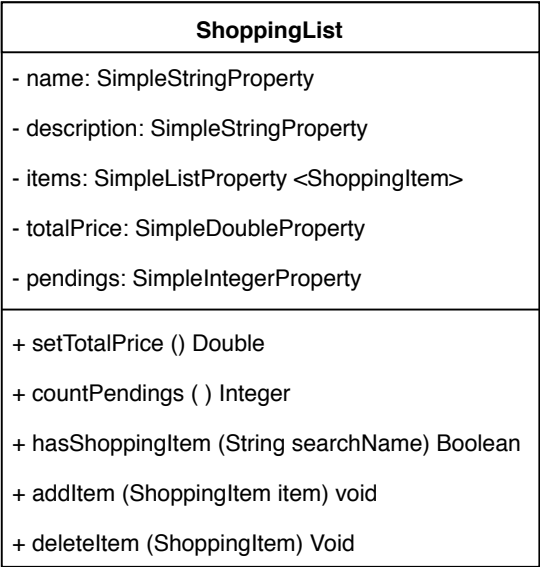 ShoppingList
- name: SimpleStringProperty
- description: SimpleStringProperty
- items: SimpleListProperty <ShoppingItem>
- totalPrice: SimpleDoubleProperty
- pendings: SimpleIntegerProperty
+ setTotalPrice () Double
+ countPendings ( ) Integer
+ hasShoppingItem (String searchName) Boolean
+ addItem (ShoppingItem item) void
+ deleteItem (ShoppingItem) Void